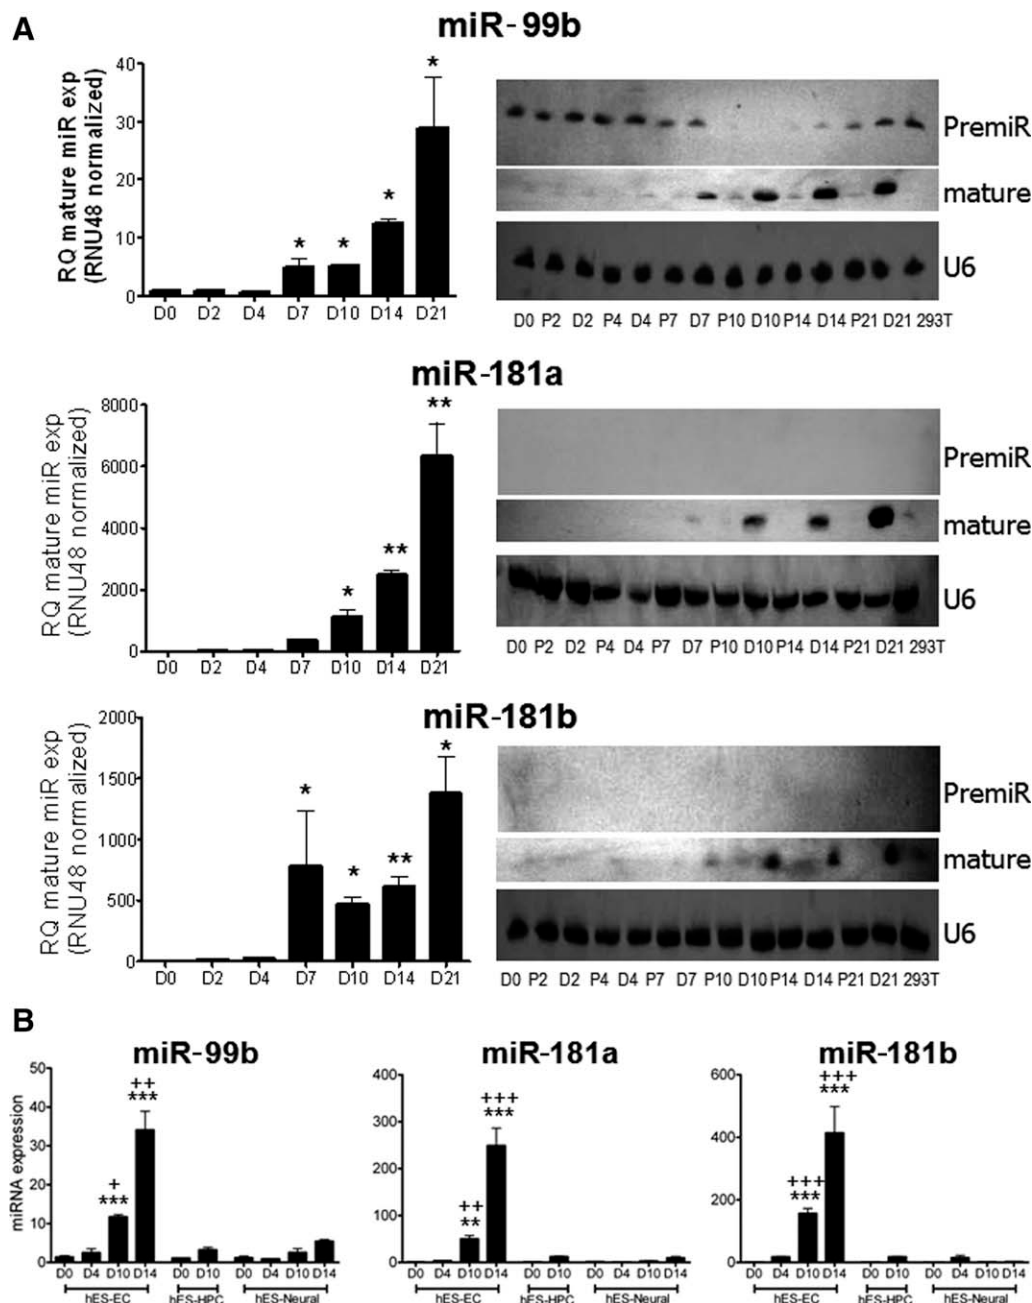 A
miR-99b
RQ mature miR exp
(RNU48 normalized)
40
30
20
10
0
* * * *
D0 D2 D4 D7 D10 D14 D21
PremiR
mature
U6
D0 P2 D2 P4 D4 P7 D7 P10 D10 P14 D14 P21 D21 293T
miR-181a
RQ mature miR exp
(RNU48 normalized)
8000
6000
4000
2000
0
* ** **
D0 D2 D4 D7 D10 D14 D21
PremiR
mature
U6
D0 P2 D2 P4 D4 P7 D7 P10 D10 P14 D14 P21 D21 293T
miR-181b
RQ mature miR exp
(RNU48 normalized)
2000
1500
1000
500
0
* * ** *
D0 D2 D4 D7 D10 D14 D21
PremiR
mature
U6
D0 P2 D2 P4 D4 P7 D7 P10 D10 P14 D14 P21 D21 293T
B
miR-99b
miRNA expression
50
40
30
20
10
0
+
***
++
***
D0 D4 D10 D14 D0 D10 D0 D4 D10 D14
hES-EC hES-HPC hES-Neural
miR-181a
400
300
200
100
0
++
**
+++
***
D0 D4 D10 D14 D0 D10 D0 D4 D10 D14
hES-EC hES-HPC hES-Neural
miR-181b
600
400
200
0
+++
***
+++
***
D0 D4 D10 D14 D0 D10 D0 D4 D10 D14
hES-EC hES-HPC hES-Neural